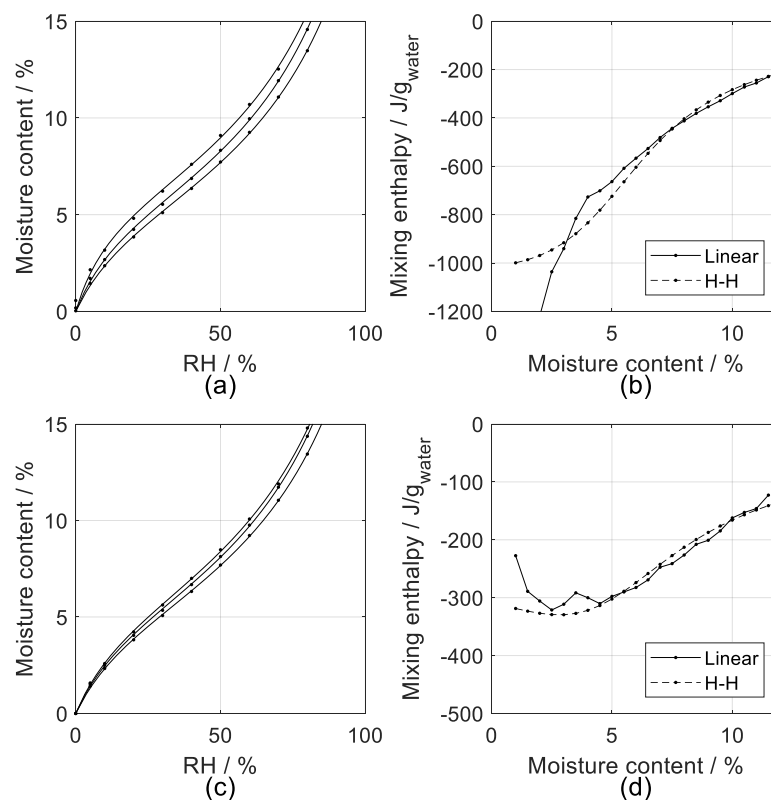 15
10
5
0
Moisture content / %
0
50
100
RH / %
(a)
0
-200
-400
-600
-800
-1000
-1200
Mixing enthalpy / J/g_water
Linear
H-H
0
5
10
Moisture content / %
(b)
15
10
5
0
Moisture content / %
0
50
100
RH / %
(c)
0
-100
-200
-300
-400
-500
Mixing enthalpy / J/g_water
Linear
H-H
0
5
10
Moisture content / %
(d)